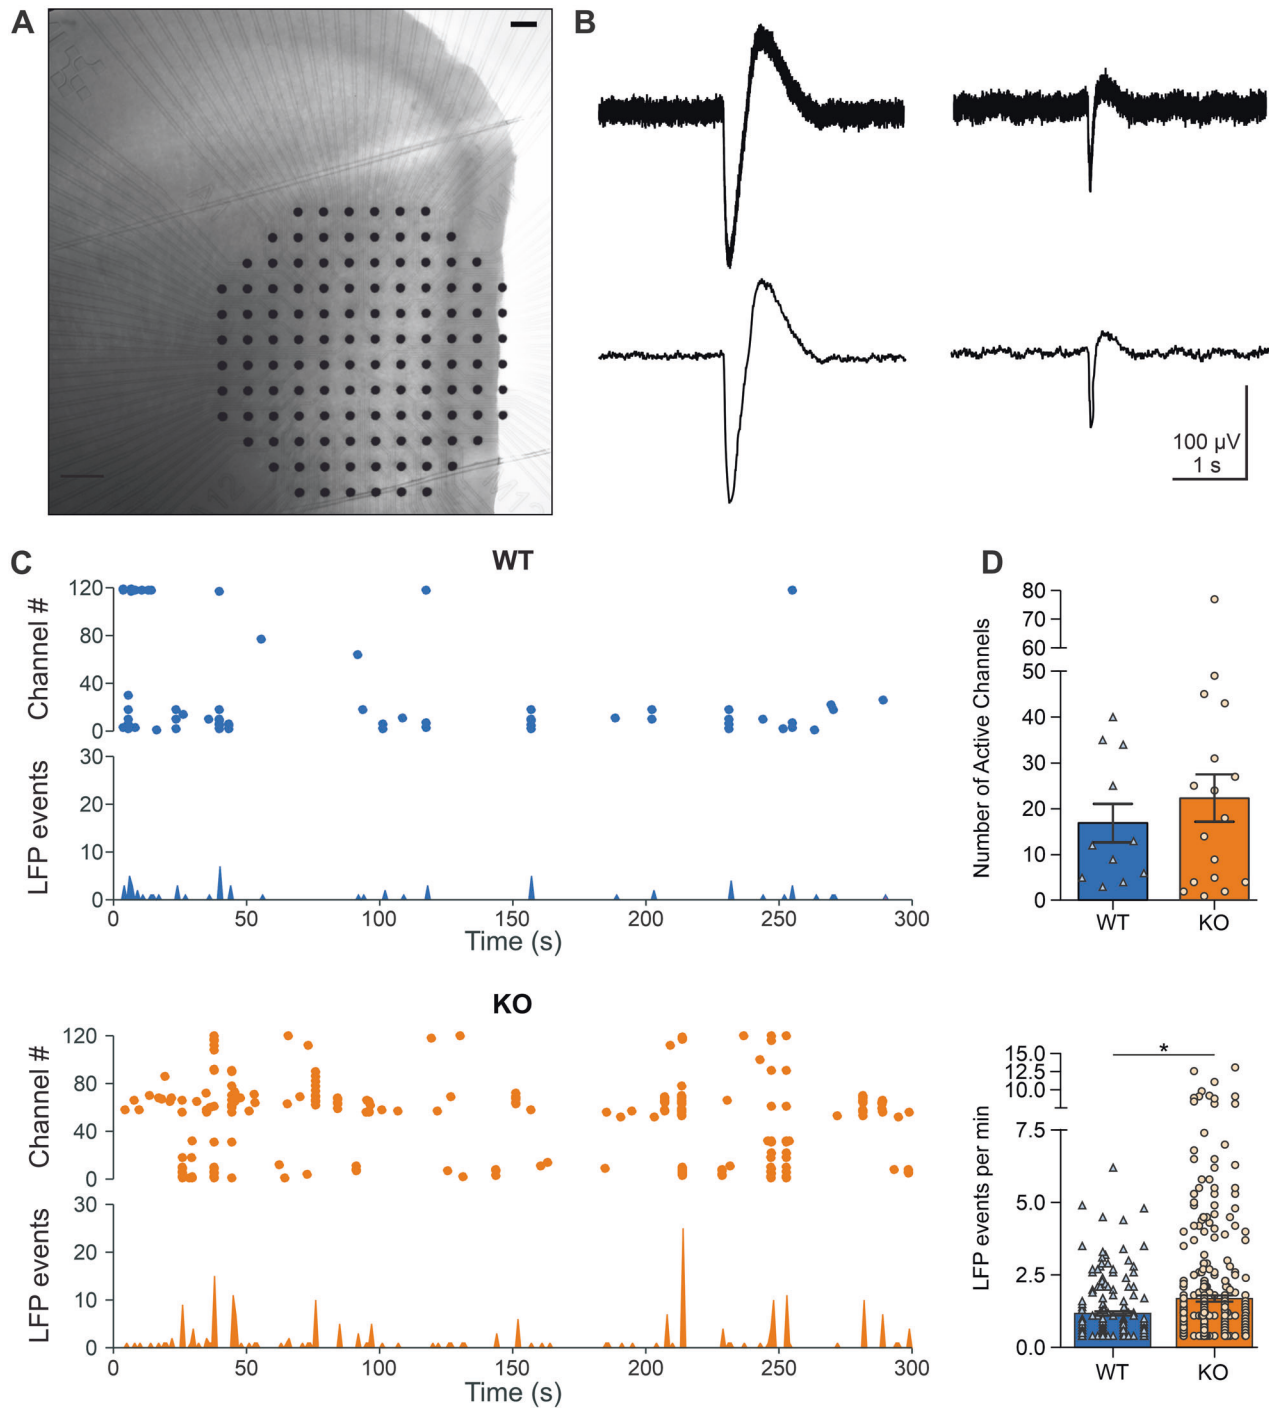 A
B
100 µV
1 s
C
WT
Channel #
120
80
40
0
LFP events
30
20
10
0
0 50 100 150 200 250 300
Time (s)
KO
Channel #
120
80
40
0
LFP events
30
20
10
0
0 50 100 150 200 250 300
Time (s)
D
Number of Active Channels
80
70
60
50
40
30
20
10
0
WT KO
LFP events per min
15.0
12.5
10.0
7.5
5.0
2.5
0.0
*
WT KO